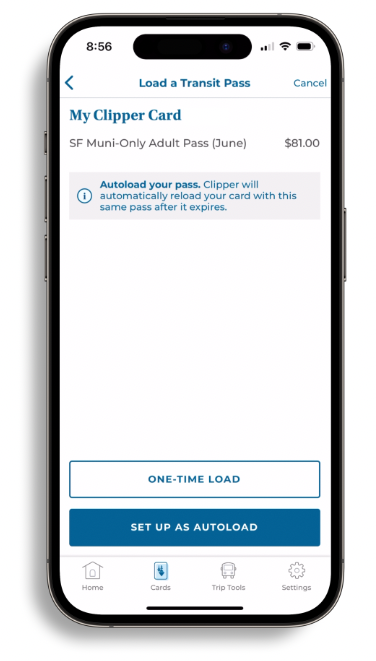 8:56
Load a Transit Pass
Cancel
My Clipper Card
SF Muni-Only Adult Pass (June) $81.00
Autoload your pass. Clipper will
automatically reload your card with this
same pass after it expires.
ONE-TIME LOAD
SET UP AS AUTOLOAD
Home
Cards
Trip Tools
Settings